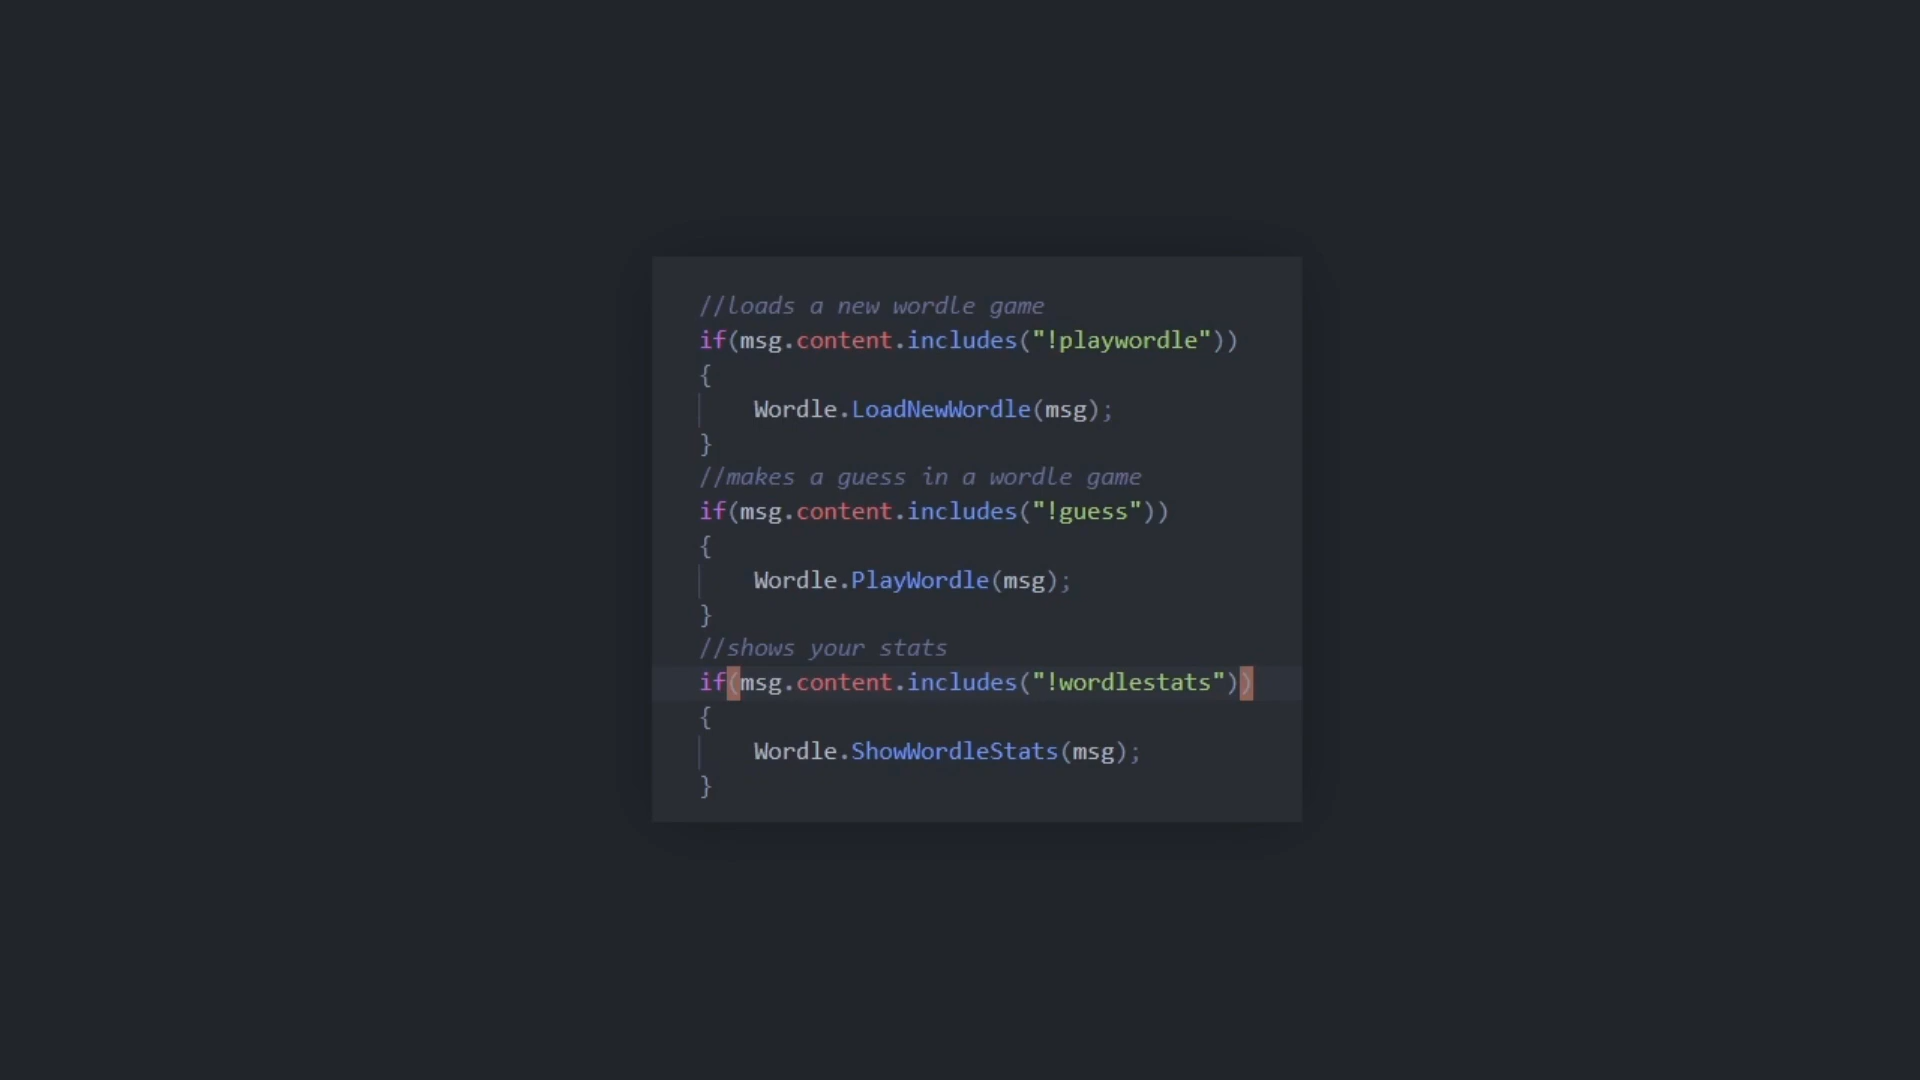 //loads a new wordle game
if(msg.content.includes("!playwordle"))
{
    Wordle.LoadNewWordle(msg);
}
//makes a guess in a wordle game
if(msg.content.includes("!guess"))
{
    Wordle.PlayWordle(msg);
}
//shows your stats
if(msg.content.includes("!wordlestats"))
{
    Wordle.ShowWordleStats(msg);
}